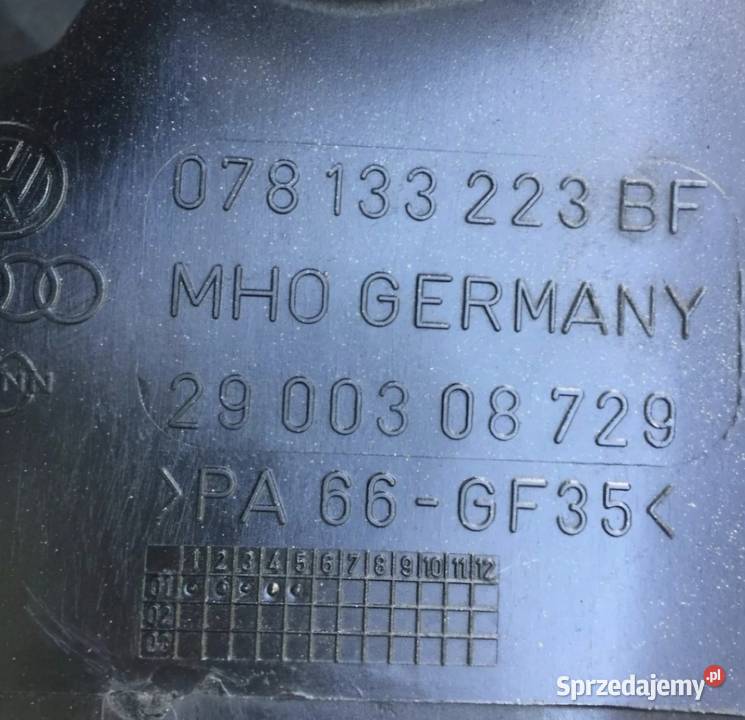 078 133 223 BF
MHO GERMANY
29 003 08 729
>PA 66-GF35<
1 2 3 4 5 6 7 8 9 10 11 12
01
02
Sprzedajemy.pl